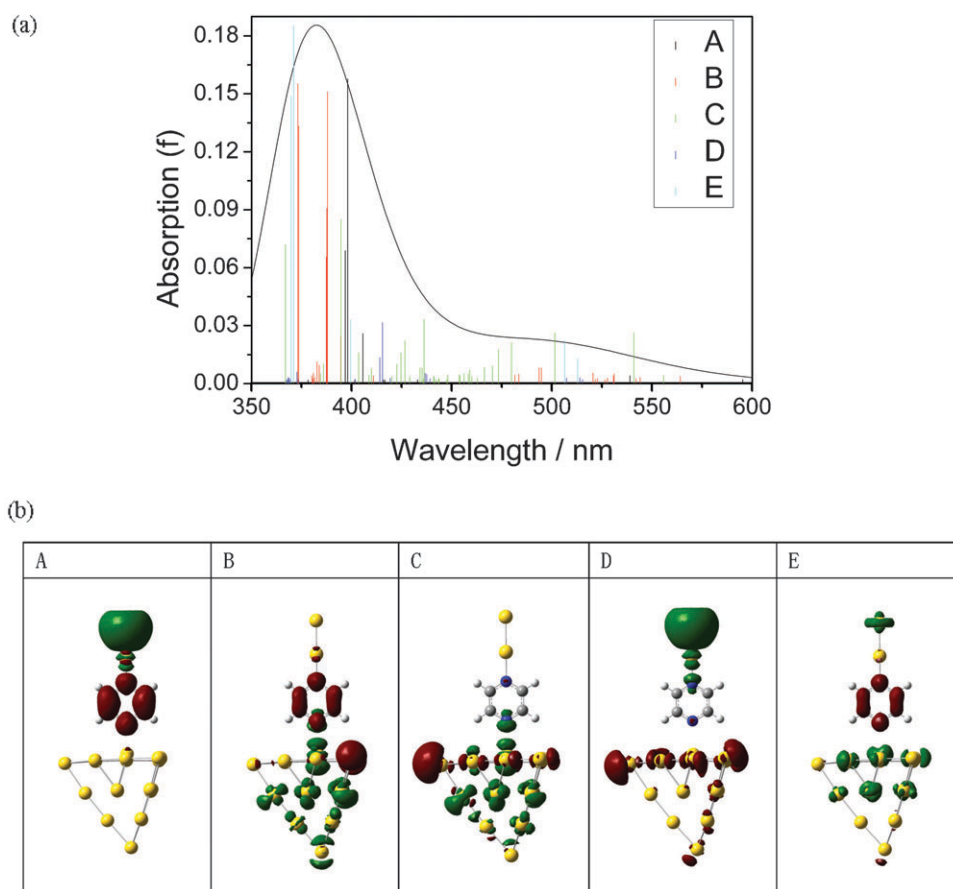 (a)
0.18
0.15
0.12
0.09
0.06
0.03
0.00
Absorption (f)
A
B
C
D
E
350 400 450 500 550 600
Wavelength / nm
(b)
A B C D E